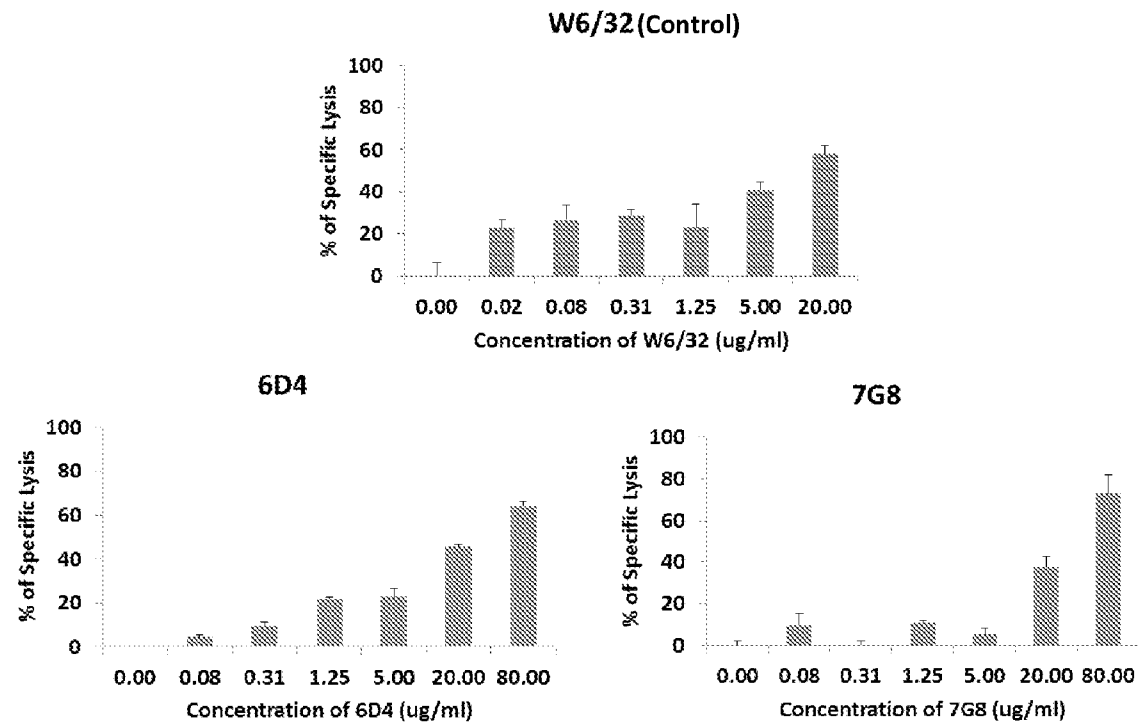 W6/32 (Control)
100
80
60
40
20
0
% of Specific Lysis
0.00 0.02 0.08 0.31 1.25 5.00 20.00
Concentration of W6/32 (ug/ml)
6D4
100
80
60
40
20
0
% of Specific Lysis
0.00 0.08 0.31 1.25 5.00 20.00 80.00
Concentration of 6D4 (ug/ml)
7G8
100
80
60
40
20
0
% of Specific Lysis
0.00 0.08 0.31 1.25 5.00 20.00 80.00
Concentration of 7G8 (ug/ml)